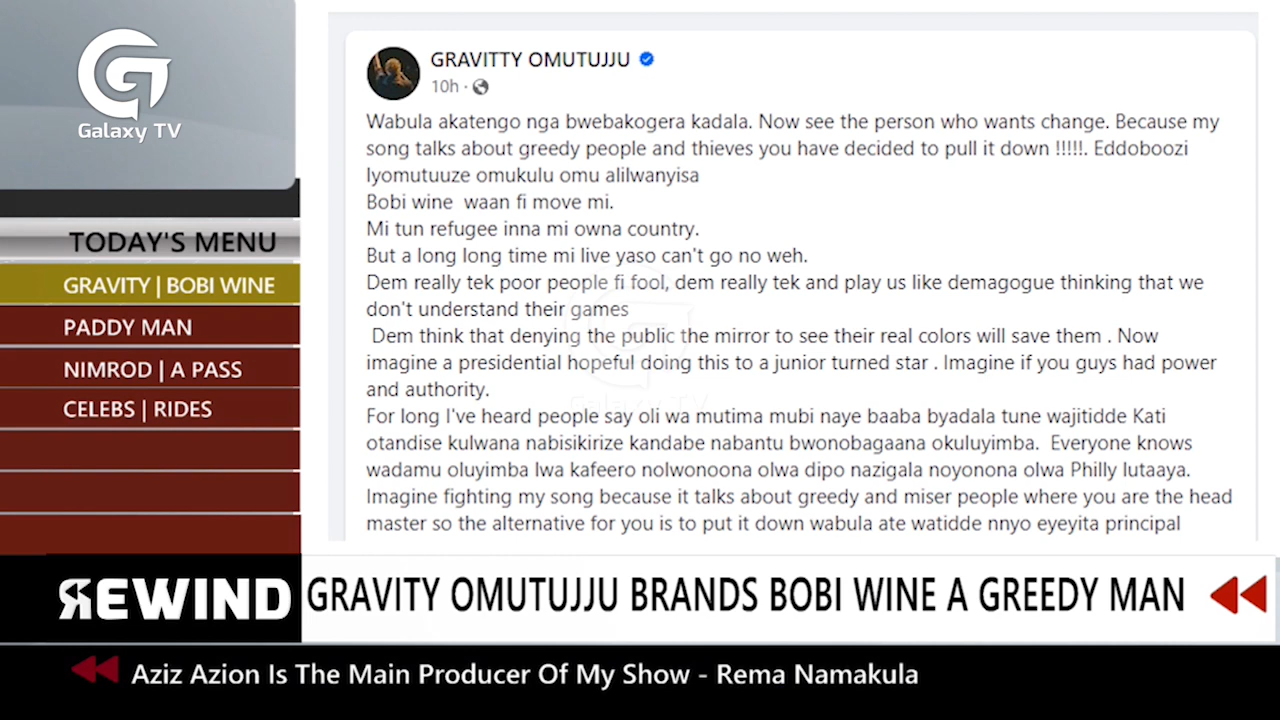 Galaxy TV
TODAY'S MENU
GRAVITY | BOBI WINE
PADDY MAN
NIMROD | A PASS
CELEBS | RIDES
GRAVITTY OMUTUJJU
10h ·
Wabula akatengo nga bwebakogera kadala. Now see the person who wants change. Because my
song talks about greedy people and thieves you have decided to pull it down !!!!!. Eddoboozi
lyomutuuze omukulu omu alilwanyisa
Bobi wine  waan fi move mi.
Mi tun refugee inna mi owna country.
But a long long time mi live yaso can't go no weh.
Dem really tek poor people fi fool, dem really tek and play us like demagogue thinking that we
don't understand their games
Dem think that denying the public the mirror to see their real colors will save them . Now
imagine a presidential hopeful doing this to a junior turned star . Imagine if you guys had power
and authority.
For long I've heard people say oli wa mutima mubi naye baaba byadala tune wajitidde Kati
otandise kulwana nabisikirize kandabe nabantu bwonobagaana okuluyimba.  Everyone knows
wadamu oluyimba lwa kafeero nolwonoona olwa dipo nazigala noyonona olwa Philly lutaaya.
Imagine fighting my song because it talks about greedy and miser people where you are the head
master so the alternative for you is to put it down wabula ate watidde nnyo eyeyita principal
Galaxy TV
REWIND
GRAVITY OMUTUJJU BRANDS BOBI WINE A GREEDY MAN
Aziz Azion Is The Main Producer Of My Show - Rema Namakula